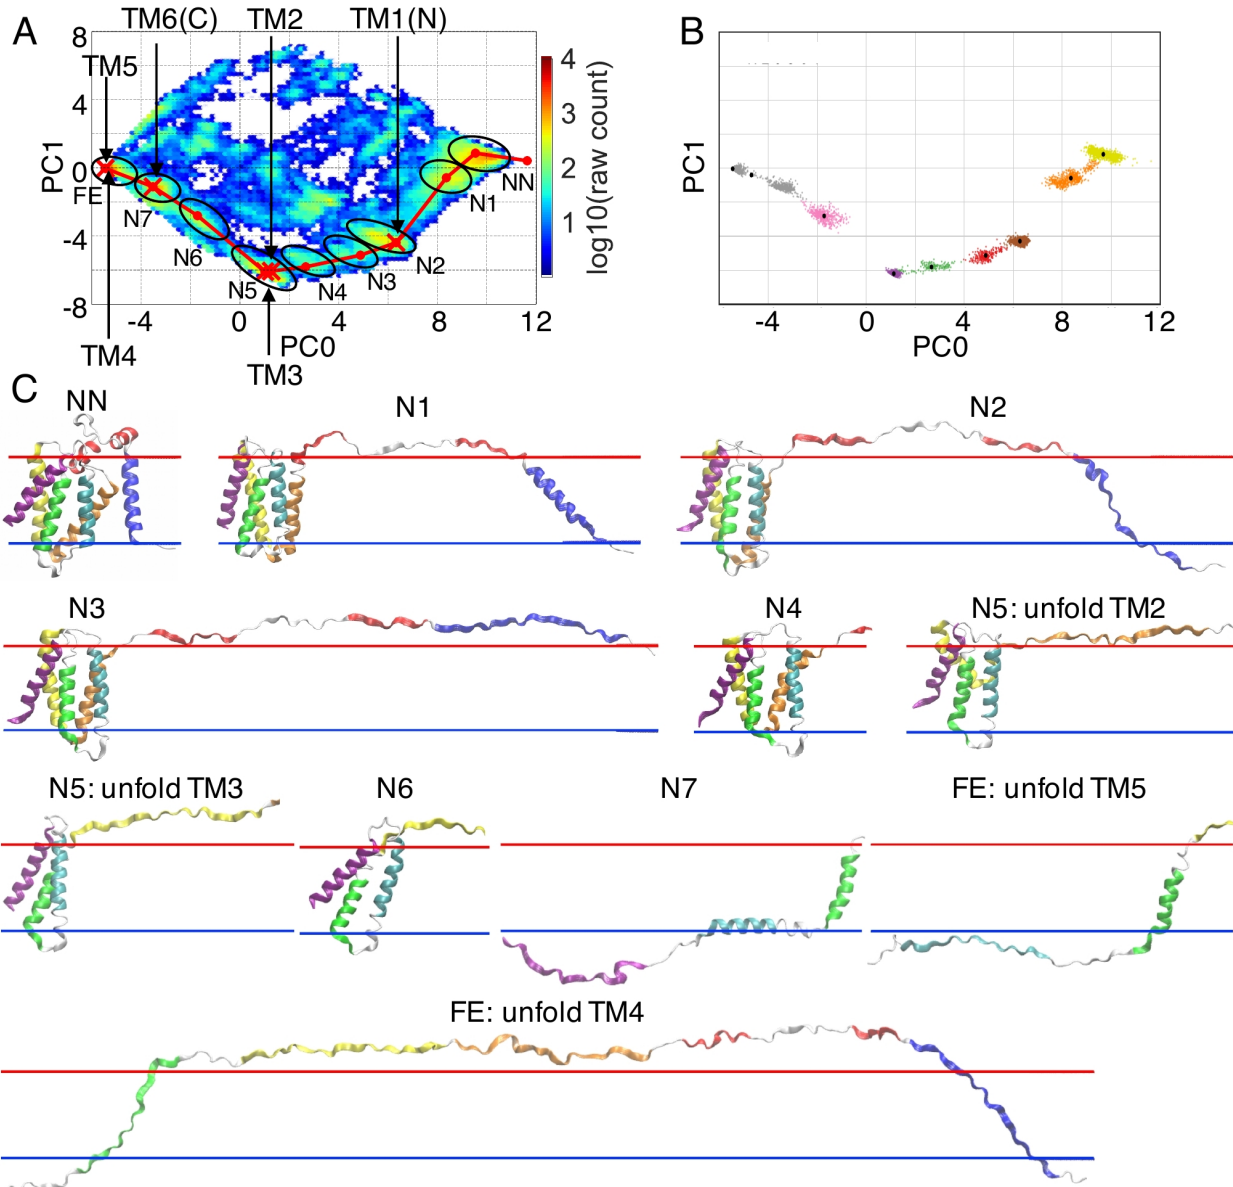 A
TM6(C)
TM2
TM1(N)
TM5
8
4
0
-4
-8
PC1
FE
N7
N6
N5
N4
N3
N2
N1
NN
-4
0
4
8
12
PC0
TM4
TM3
4
3
2
1
log10(raw count)
B
PC1
-4
0
4
8
12
PC0
C
NN
N1
N2
N3
N4
N5: unfold TM2
N5: unfold TM3
N6
N7
FE: unfold TM5
FE: unfold TM4